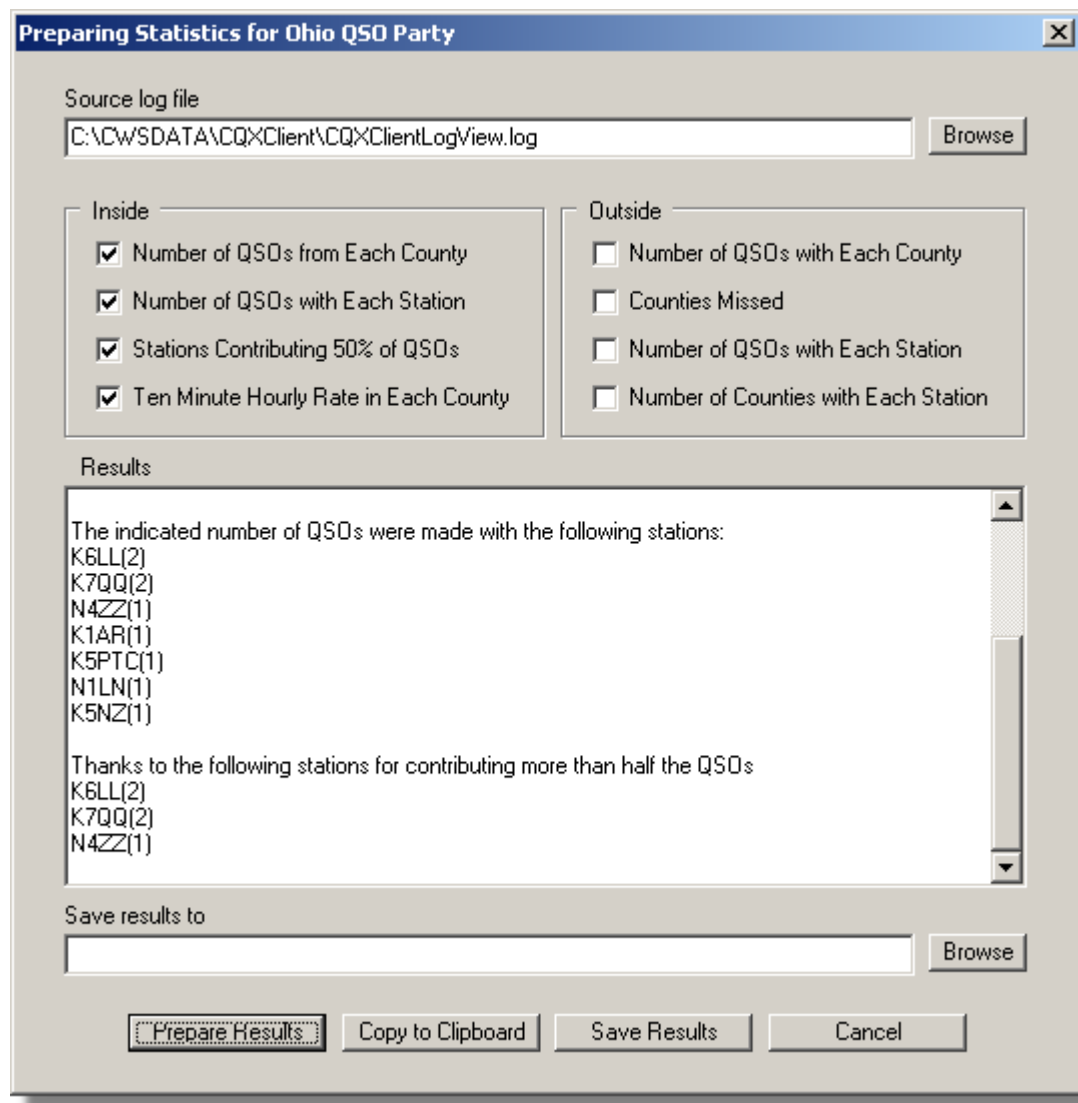 Preparing Statistics for Ohio QSO Party
Source log file
C:\CWSDATA\CQXClient\CQXClientLogView.log
Browse
Inside
Number of QSOs from Each County
Number of QSOs with Each Station
Stations Contributing 50% of QSOs
Ten Minute Hourly Rate in Each County
Outside
Number of QSOs with Each County
Counties Missed
Number of QSOs with Each Station
Number of Counties with Each Station
Results
The indicated number of QSOs were made with the following stations:
K6LL(2)
K7QQ(2)
N4ZZ(1)
K1AR(1)
K5PTC(1)
N1LN(1)
K5NZ(1)
Thanks to the following stations for contributing more than half the QSOs
K6LL(2)
K7QQ(2)
N4ZZ(1)
Save results to
Browse
Prepare Results
Copy to Clipboard
Save Results
Cancel